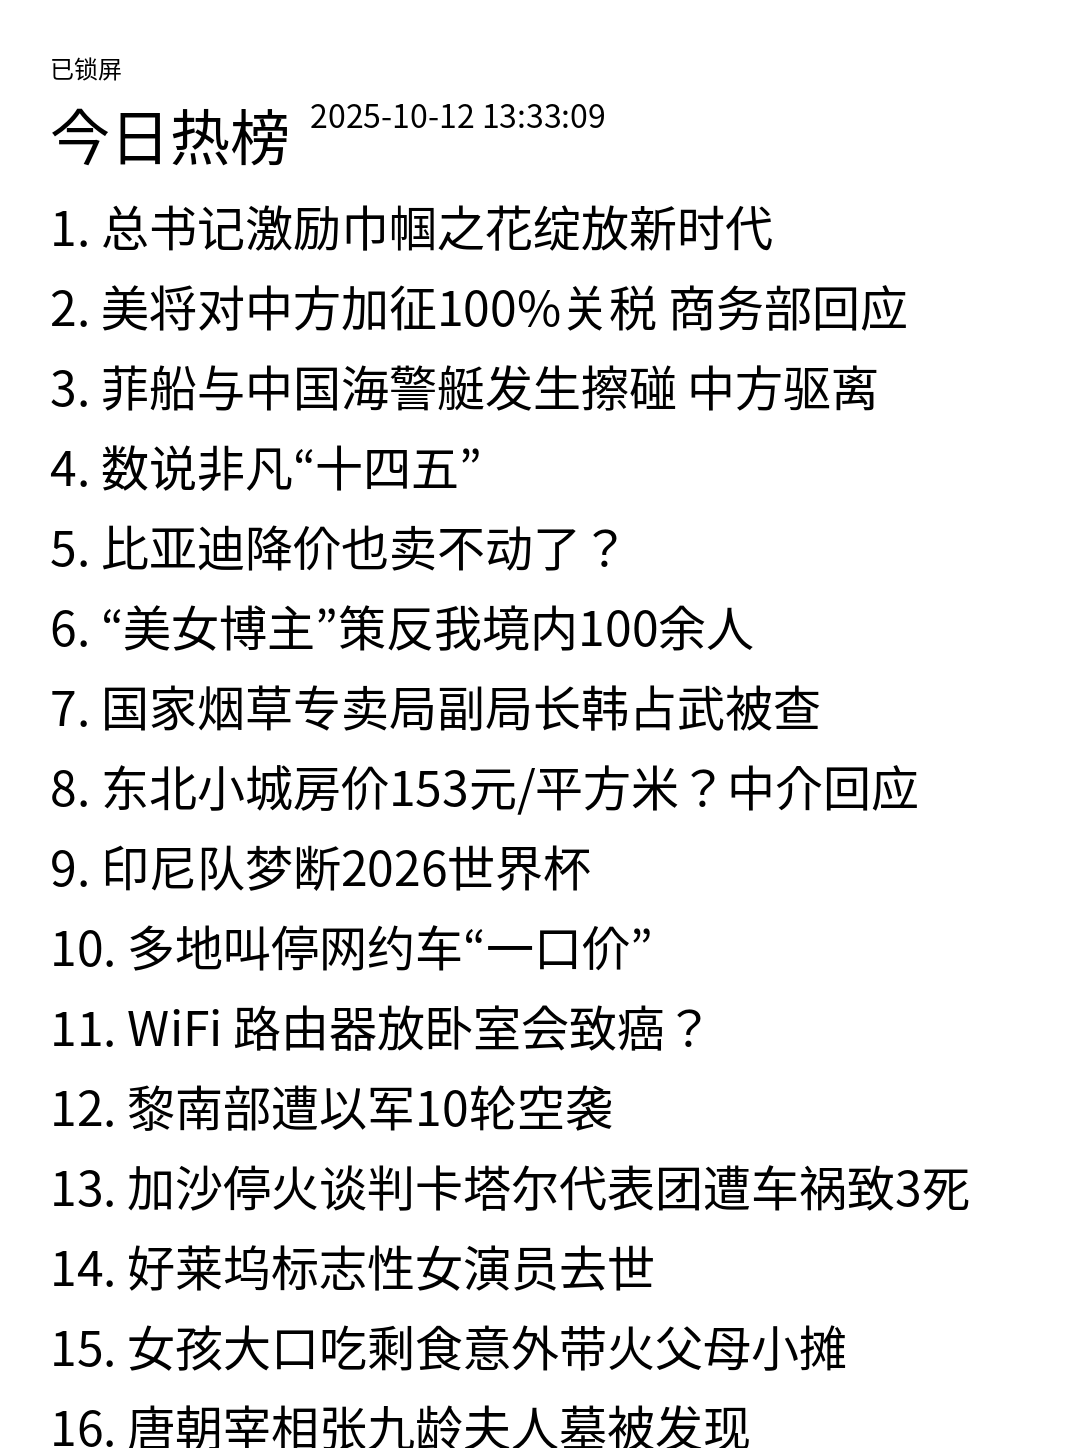 已锁屏
今日热榜 2025-10-12 13:33:09
1. 总书记激励巾帼之花绽放新时代
2. 美将对中方加征100%关税 商务部回应
3. 菲船与中国海警艇发生擦碰 中方驱离
4. 数说非凡“十四五”
5. 比亚迪降价也卖不动了？
6. “美女博主”策反我境内100余人
7. 国家烟草专卖局副局长韩占武被查
8. 东北小城房价153元/平方米？中介回应
9. 印尼队梦断2026世界杯
10. 多地叫停网约车“一口价”
11. WiFi 路由器放卧室会致癌？
12. 黎南部遭以军10轮空袭
13. 加沙停火谈判卡塔尔代表团遭车祸致3死
14. 好莱坞标志性女演员去世
15. 女孩大口吃剩食意外带火父母小摊
16. 唐朝宰相张九龄夫人墓被发现